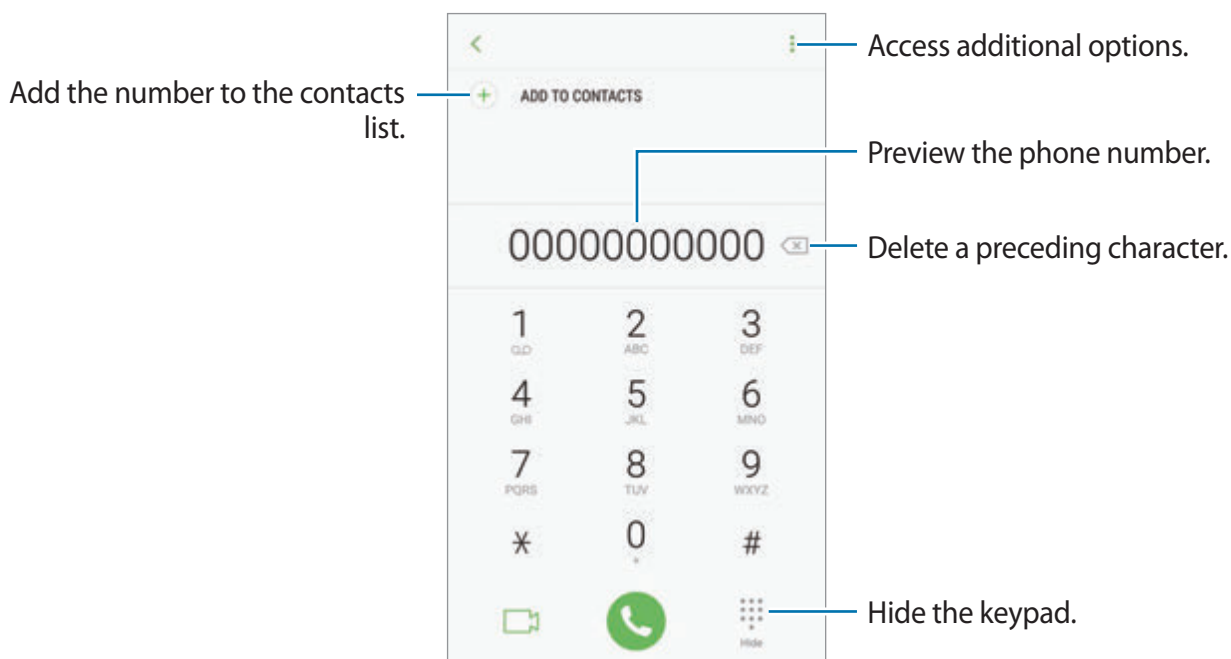 Access additional options.
Add the number to the contacts
list.
ADD TO CONTACTS
Preview the phone number.
00000000000
Delete a preceding character.
1 2 3
ABC DEF
4 5 6
GHI JKL MNO
7 8 9
PQRS TUV WXYZ
* 0 #
+
Hide the keypad.
Hide